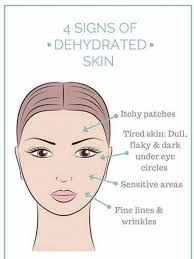 4 SIGNS OF
DEHYDRATED
SKIN
Itchy patches
Tired skin: Dull,
flaky & dark
under eye
circles
Sensitive areas
Fine lines &
wrinkles